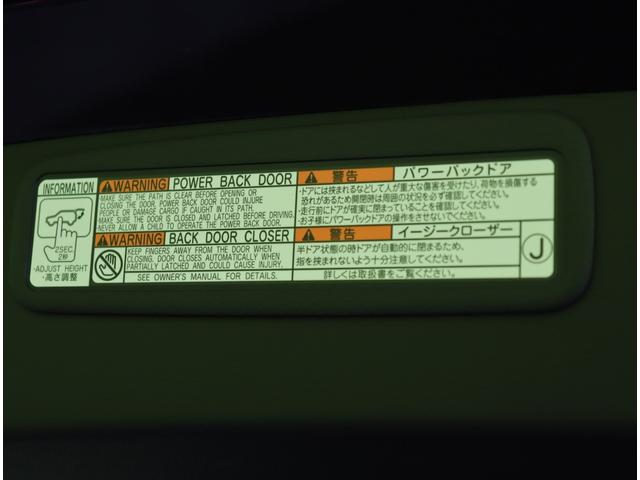 INFORMATION
2SEC.
2秒
・ADJUST HEIGHT
・高さ調整
WARNING POWER BACK DOOR
・MAKE SURE THE PATH IS CLEAR BEFORE OPENING OR
CLOSING THE DOOR. POWER BACK DOOR COULD INJURE
PEOPLE OR DAMAGE CARGO IF CAUGHT IN ITS PATH.
・MAKE SURE THE DOOR IS CLOSED AND LATCHED BEFORE DRIVING.
・NEVER ALLOW A CHILD TO OPERATE THE POWER BACK DOOR.
WARNING BACK DOOR CLOSER
KEEP FINGERS AWAY FROM THE DOOR WHEN
CLOSING. DOOR CLOSES AUTOMATICALLY WHEN
PARTIALLY LATCHED AND COULD CAUSE INJURY.
SEE OWNER'S MANUAL FOR DETAILS.
警告 パワーバックドア
・ドアには挟まれるなどして人が重大な傷害を受けたり、荷物を損傷する
恐れがあるため開閉時は周囲の状況を必ず確認してください。
・走行前にドアが確実に閉まっていることを確認してください。
・お子様にパワーバックドアの操作をさせないでください。
警告 イージークローザー
半ドア状態の時ドアが自動的に閉まるため、
指を挟まれないよう十分注意してください。
詳しくは取扱書をご覧ください。
J